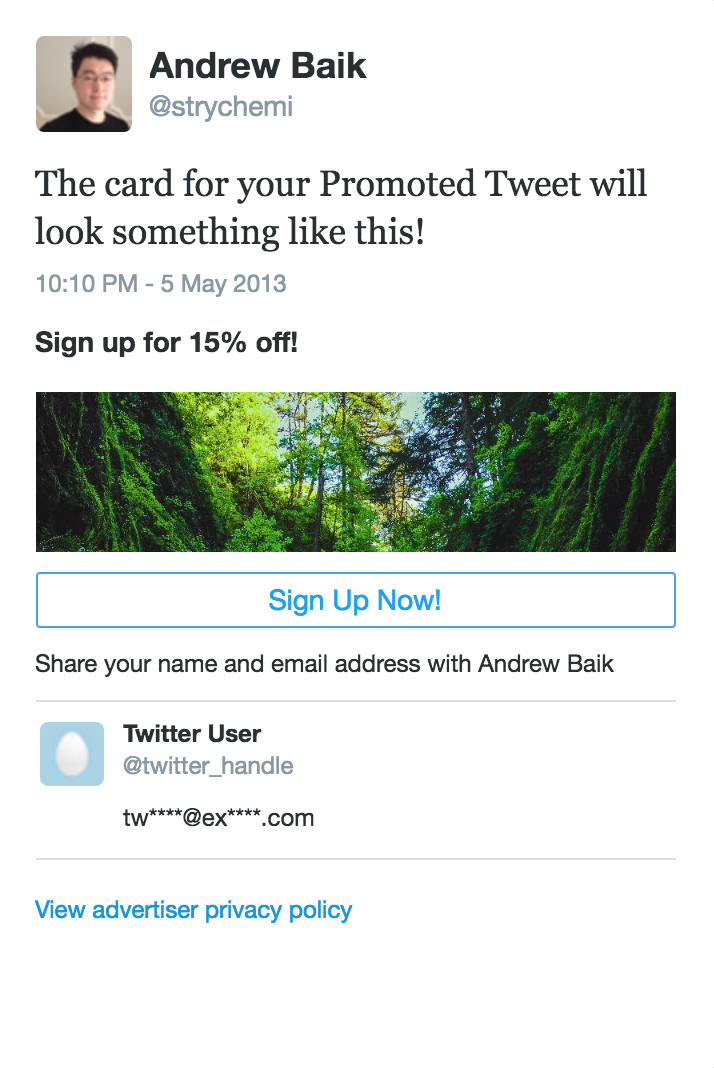 Andrew Baik
@strychemi
The card for your Promoted Tweet will
look something like this!
10:10 PM - 5 May 2013
Sign up for 15% off!
Sign Up Now!
Share your name and email address with Andrew Baik
Twitter User
@twitter_handle
tw****@ex****.com
View advertiser privacy policy